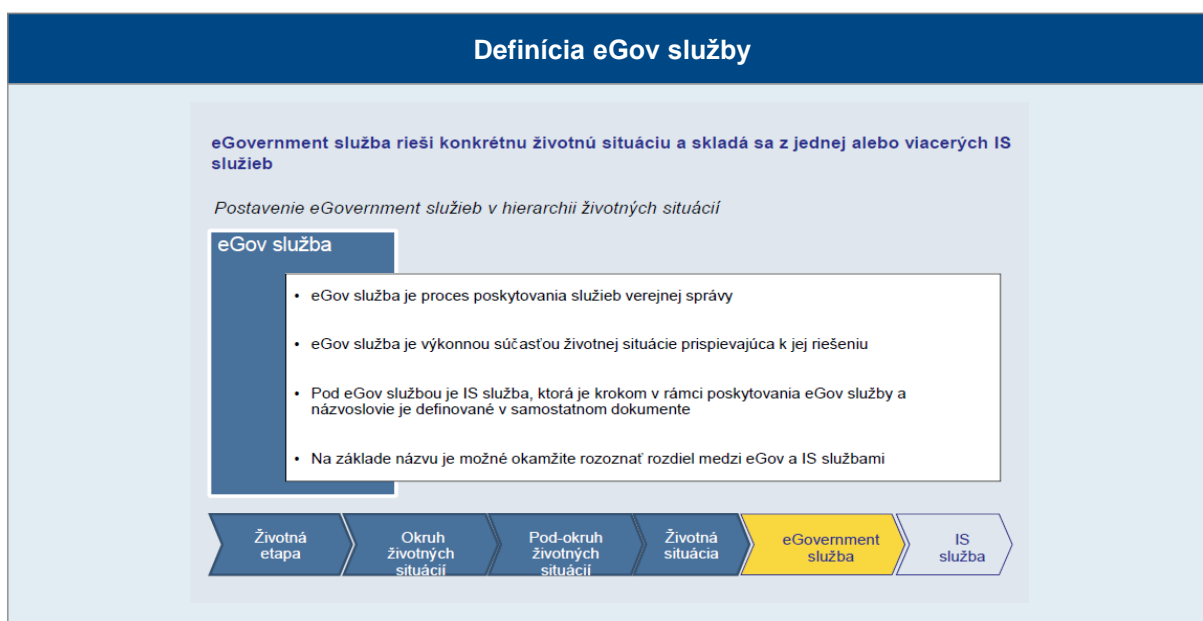 Definícia eGov služby
eGovernment služba rieši konkrétnu životnú situáciu a skladá sa z jednej alebo viacerých IS
služieb
Postavenie eGovernment služieb v hierarchii životných situácií
eGov služba
• eGov služba je proces poskytovania služieb verejnej správy
• eGov služba je výkonnou súčasťou životnej situácie prispievajúca k jej riešeniu
• Pod eGov službou je IS služba, ktorá je krokom v rámci poskytovania eGov služby a
názvoslovie je definované v samostatnom dokumente
• Na základe názvu je možné okamžite rozoznať rozdiel medzi eGov a IS službami
Životná
etapa
Okruh
životných
situácií
Pod-okruh
životných
situácií
Životná
situácia
eGovernment
služba
IS
služba